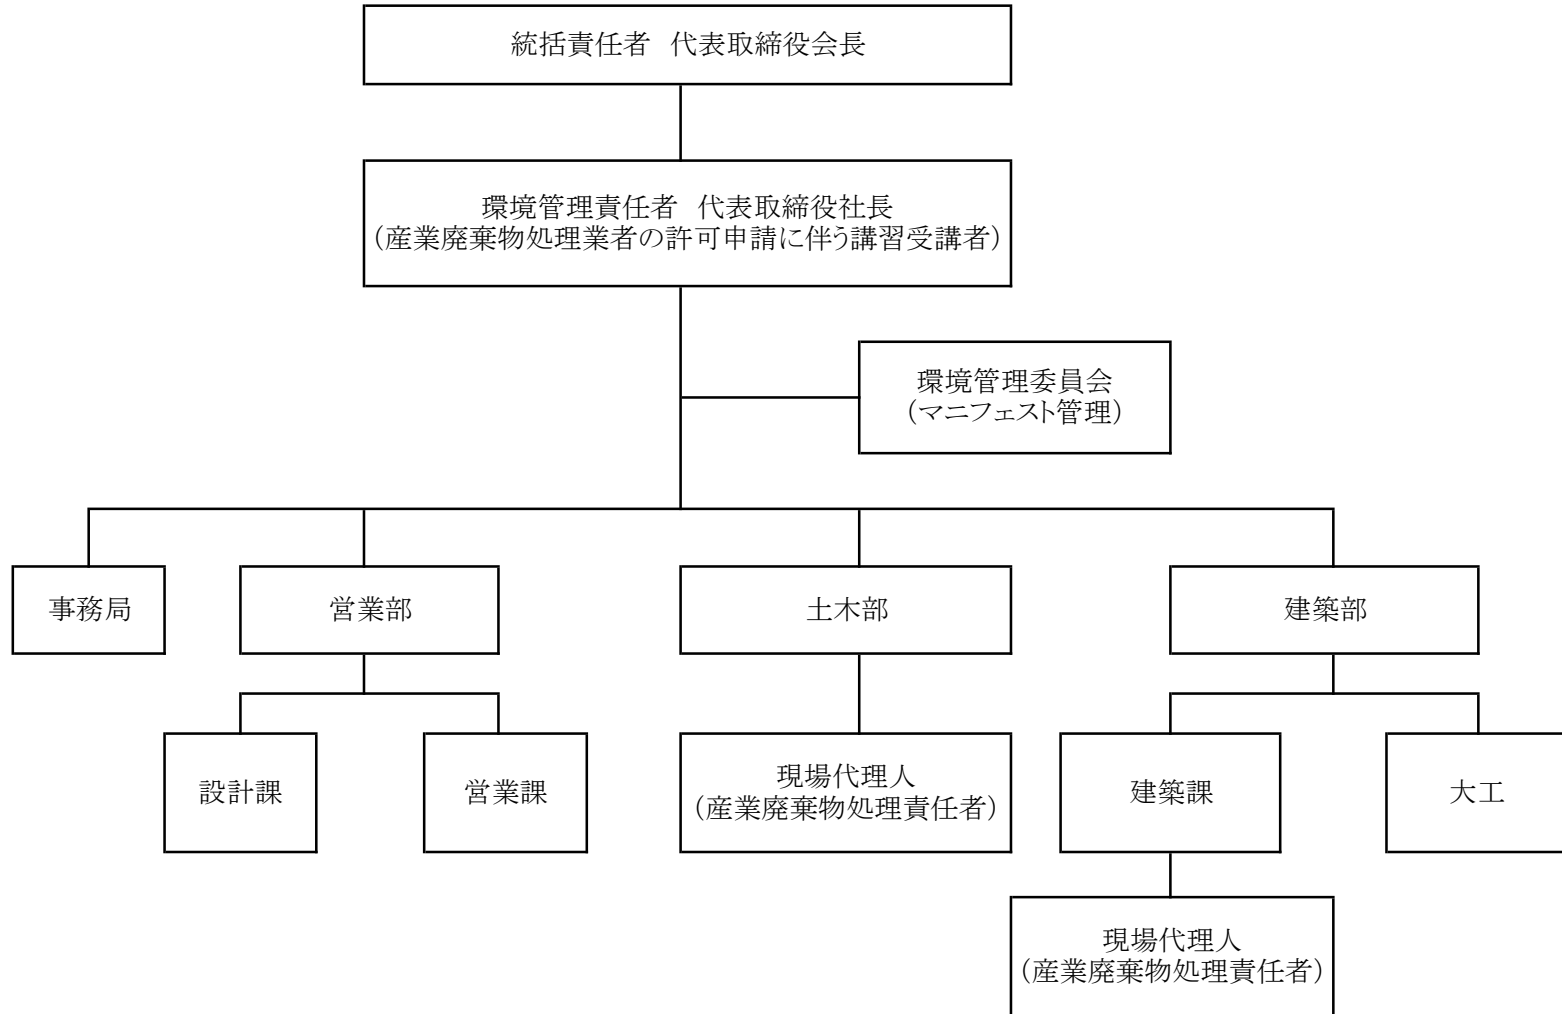 統括責任者　代表取締役会長
環境管理責任者　代表取締役社長
（産業廃棄物処理業者の許可申請に伴う講習受講者）
環境管理委員会
（マニフェスト管理）
事務局
営業部
土木部
建築部
設計課
営業課
現場代理人
（産業廃棄物処理責任者）
建築課
大工
現場代理人
（産業廃棄物処理責任者）